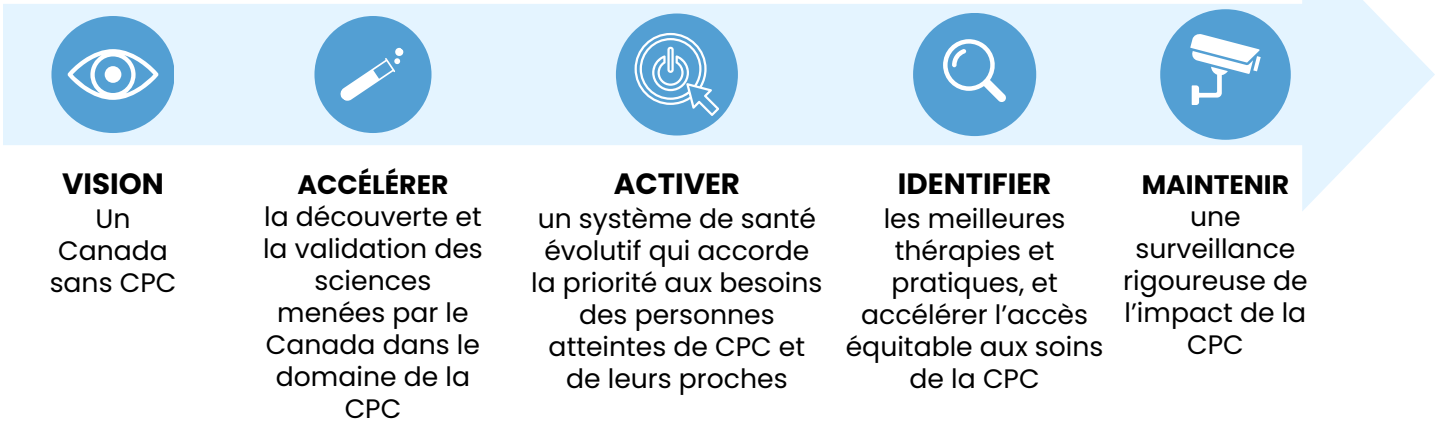 VISION
Un
Canada
sans CPC
ACCÉLÉRER
la découverte et
la validation des
sciences
menées par le
Canada dans le
domaine de la
CPC
ACTIVER
un système de santé
évolutif qui accorde
la priorité aux besoins
des personnes
atteintes de CPC et
de leurs proches
IDENTIFIER
les meilleures
thérapies et
pratiques, et
accélérer l’accès
équitable aux soins
de la CPC
MAINTENIR
une
surveillance
rigoureuse de
l’impact de la
CPC